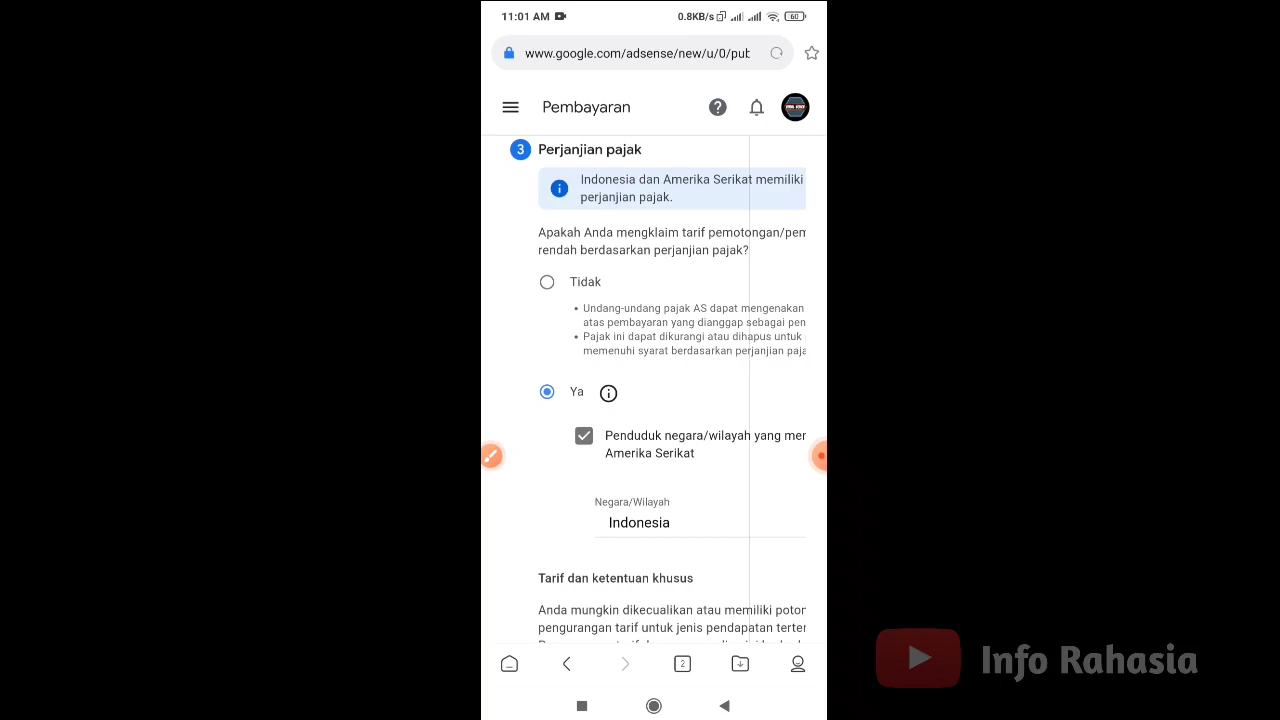 11:01 AM
0.8KB/s
60
www.google.com/adsense/new/u/0/pub
Pembayaran
3 Perjanjian pajak
Indonesia dan Amerika Serikat memiliki
perjanjian pajak.
Apakah Anda mengklaim tarif pemotongan/pem
rendah berdasarkan perjanjian pajak?
Tidak
• Undang-undang pajak AS dapat mengenakan
atas pembayaran yang dianggap sebagai pen
• Pajak ini dapat dikurangi atau dihapus untuk
memenuhi syarat berdasarkan perjanjian paja
Ya
Penduduk negara/wilayah yang mem
Amerika Serikat
Negara/Wilayah
Indonesia
Tarif dan ketentuan khusus
Anda mungkin dikecualikan atau memiliki poton
pengurangan tarif untuk jenis pendapatan terten
2
Info Rahasia